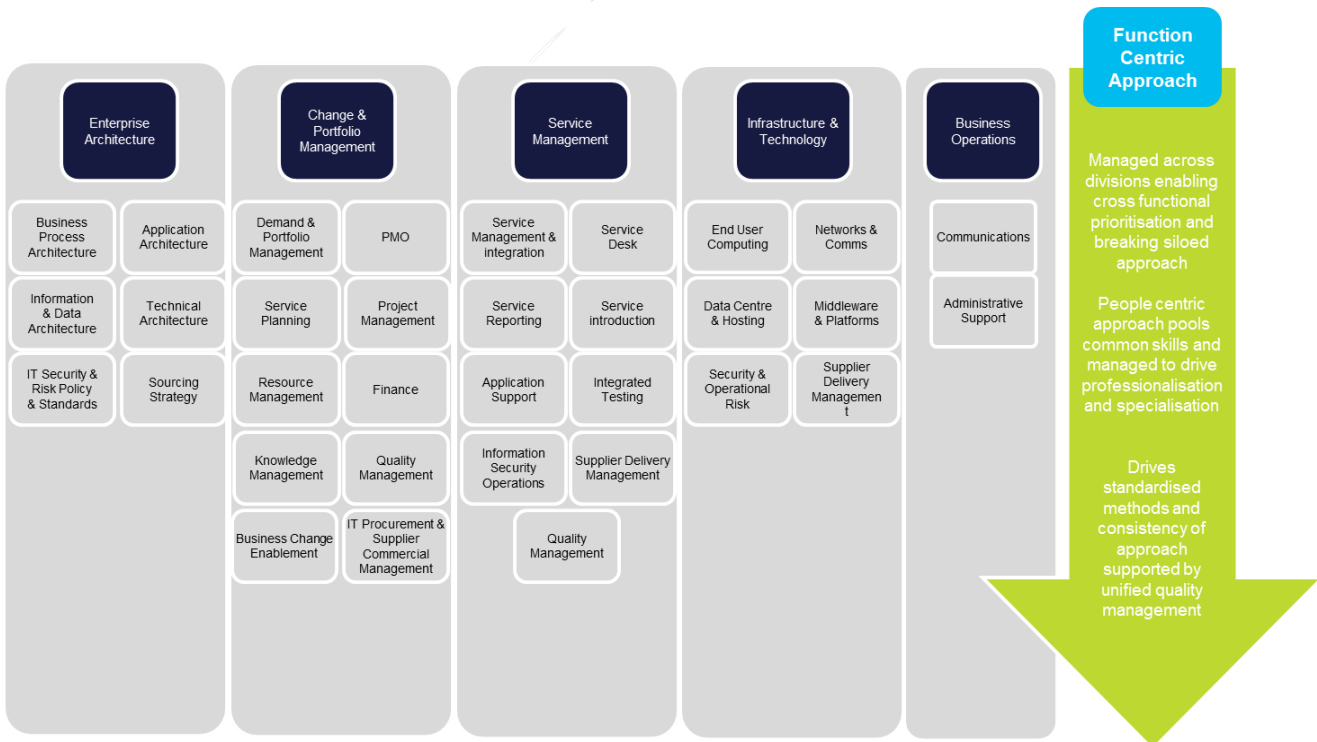 Function
Centric
Approach
Enterprise
Architecture
Change &
Portfolio
Management
Service
Management
Infrastructure &
Technology
Business
Operations
Business
Process
Architecture
Application
Architecture
Information
& Data
Architecture
Technical
Architecture
IT Security &
Risk Policy
& Standards
Sourcing
Strategy
Demand &
Portfolio
Management
PMO
Service
Planning
Project
Management
Resource
Management
Finance
Knowledge
Management
Quality
Management
Business Change
Enablement
IT Procurement &
Supplier
Commercial
Management
Service
Management &
integration
Service
Desk
Service
Reporting
Service
introduction
Application
Support
Integrated
Testing
Information
Security
Operations
Supplier Delivery
Management
Quality
Management
End User
Computing
Networks &
Comms
Data Centre
& Hosting
Middleware
& Platforms
Security &
Operational
Risk
Supplier
Delivery
Managemen
t
Communications
Administrative
Support
Managed across
divisions enabling
cross functional
prioritisation and
breaking siloed
approach
People centric
approach pools
common skills and
managed to drive
professionalisation
and specialisation
Drives
standardised
methods and
consistency of
approach
supported by
unified quality
management